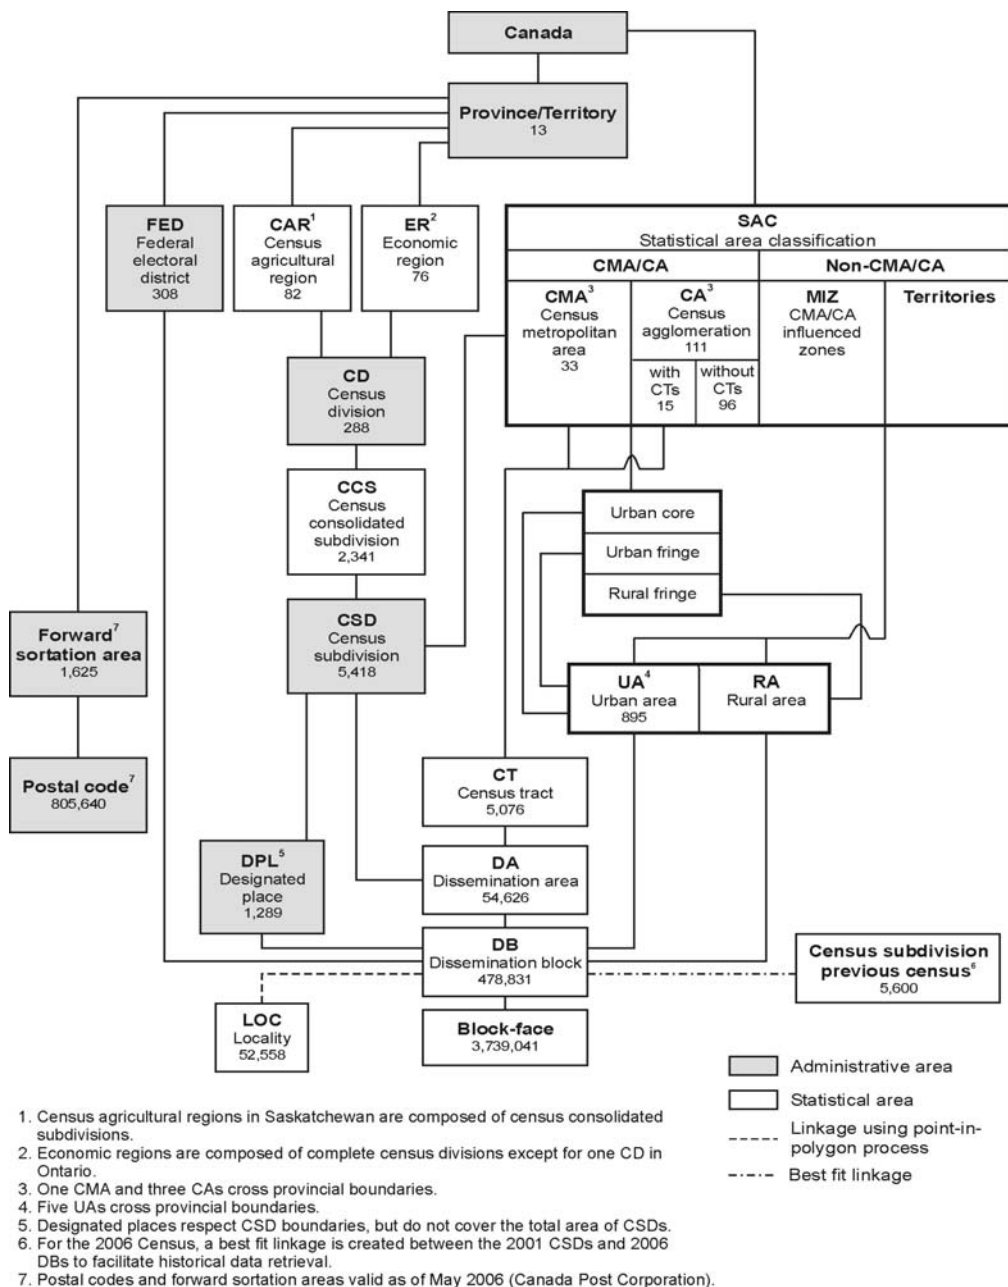 Canada
Province/Territory
13
FED
Federal
electoral
district
308
CAR1
Census
agricultural
region
82
ER2
Economic
region
76
SAC
Statistical area classification
CMA/CA
Non-CMA/CA
CMA3
Census
metropolitan
area
33
CA3
Census
agglomeration
111
with
CTs
15
without
CTs
96
MIZ
CMA/CA
influenced
zones
Territories
CD
Census
division
288
CCS
Census
consolidated
subdivision
2,341
Urban core
Urban fringe
Rural fringe
Forward7
sortation area
1,625
CSD
Census
subdivision
5,418
UA4
Urban area
895
RA
Rural area
Postal code7
805,640
CT
Census tract
5,076
DPL5
Designated
place
1,289
DA
Dissemination area
54,626
DB
Dissemination block
478,831
Census subdivision
previous census6
5,600
LOC
Locality
52,558
Block-face
3,739,041
Administrative area
Statistical area
Linkage using point-in-
polygon process
Best fit linkage
1. Census agricultural regions in Saskatchewan are composed of census consolidated
subdivisions.
2. Economic regions are composed of complete census divisions except for one CD in
Ontario.
3. One CMA and three CAs cross provincial boundaries.
4. Five UAs cross provincial boundaries.
5. Designated places respect CSD boundaries, but do not cover the total area of CSDs.
6. For the 2006 Census, a best fit linkage is created between the 2001 CSDs and 2006
DBs to facilitate historical data retrieval.
7. Postal codes and forward sortation areas valid as of May 2006 (Canada Post Corporation).